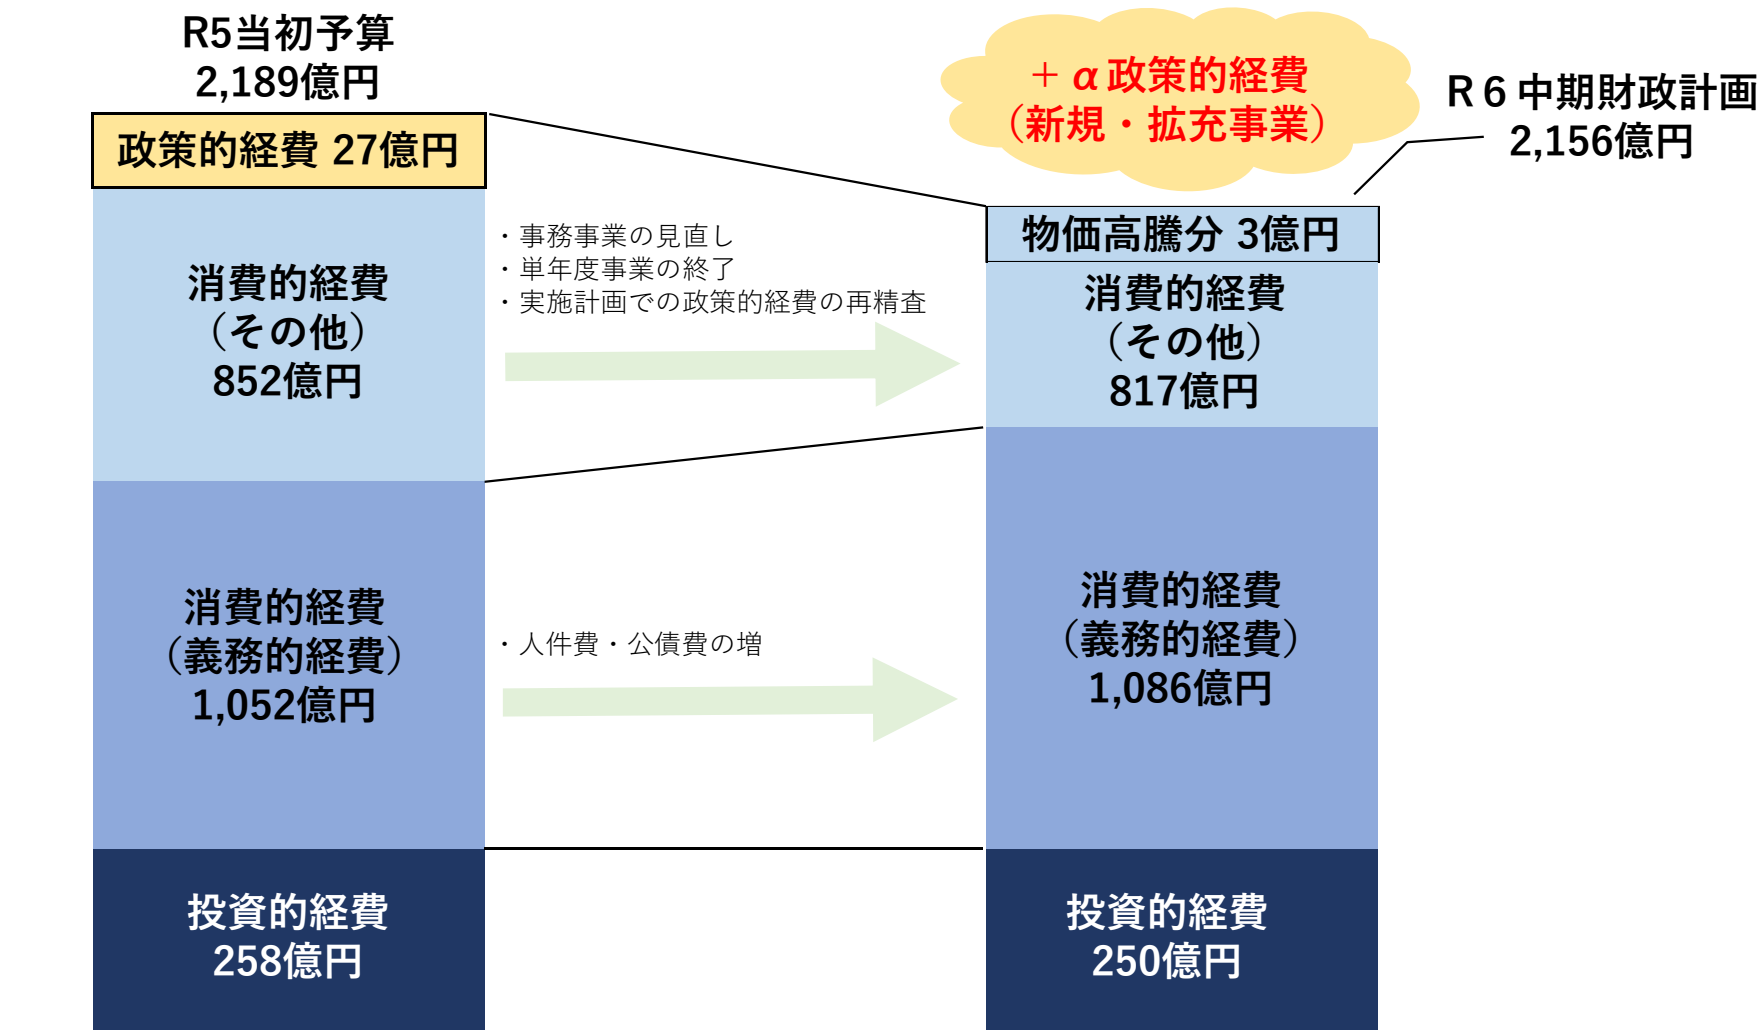 R5当初予算
2,189億円
政策的経費 27億円
消費的経費
（その他）
852億円
消費的経費
（義務的経費）
1,052億円
投資的経費
258億円
・事務事業の見直し
・単年度事業の終了
・実施計画での政策的経費の再精査
・人件費・公債費の増
＋α政策的経費
（新規・拡充事業）
R６中期財政計画
2,156億円
物価高騰分 3億円
消費的経費
（その他）
817億円
消費的経費
（義務的経費）
1,086億円
投資的経費
250億円